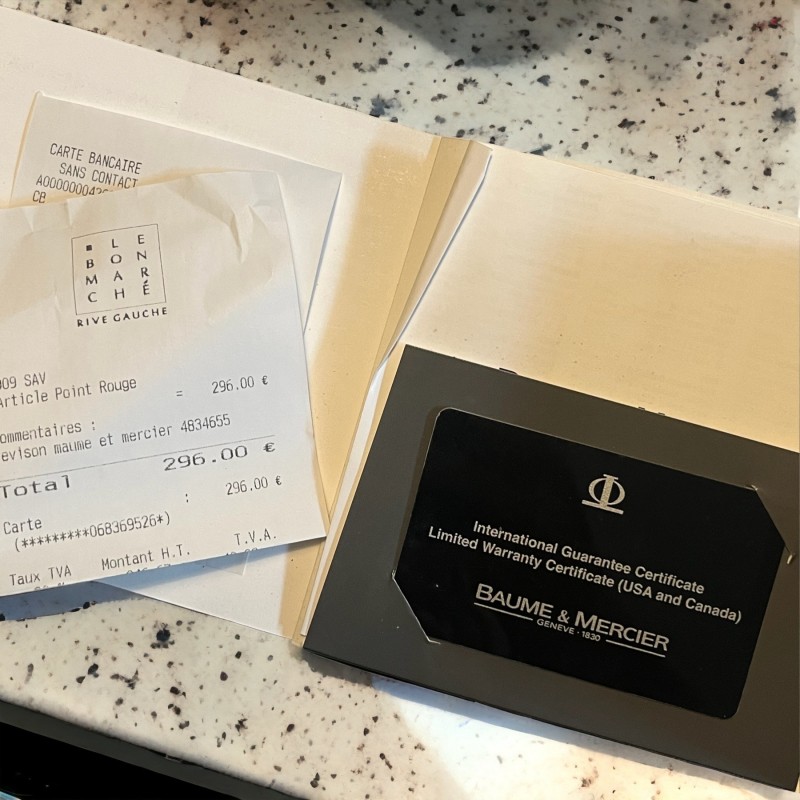 CARTE BANCAIRE
SANS CONTACT
CB
LE
BON
MARCHÉ
RIVE GAUCHE
009 SAV
Article Point Rouge = 296.00 €
ommentaires :
evison maume et mercier 4834655
Total 296.00 €
: 296.00 €
Carte
(*********068369526*)
Taux TVA Montant H.T. T.V.A.
International Guarantee Certificate
Limited Warranty Certificate (USA and Canada)
BAUME & MERCIER
GENEVE · 1830